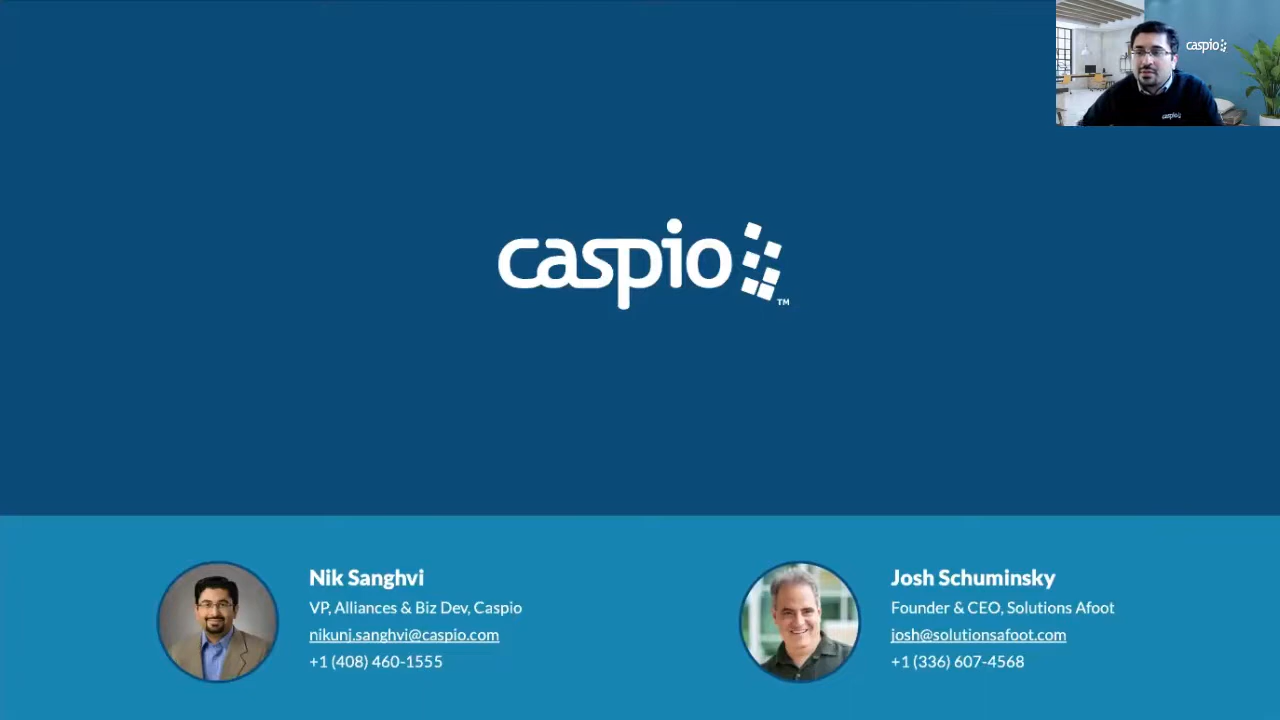 caspio
caspio
caspio™
Nik Sanghvi
VP, Alliances & Biz Dev, Caspio
nikunj.sanghvi@caspio.com
+1 (408) 460-1555
Josh Schuminsky
Founder & CEO, Solutions Afoot
josh@solutionsafoot.com
+1 (336) 607-4568